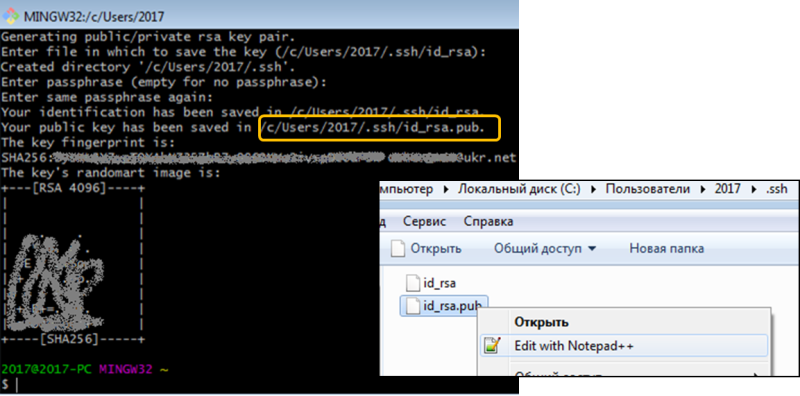 MINGW32:/c/Users/2017
Generating public/private rsa key pair.
Enter file in which to save the key (/c/Users/2017/.ssh/id_rsa):
Created directory '/c/Users/2017/.ssh'.
Enter passphrase (empty for no passphrase):
Enter same passphrase again:
Your identification has been saved in /c/Users/2017/.ssh/id_rsa.
Your public key has been saved in /c/Users/2017/.ssh/id_rsa.pub.
The key fingerprint is:
SHA256: ukr.net
The key's randomart image is:
+---[RSA 4096]----+
+----[SHA256]-----+
2017@2017-PC MINGW32 ~
$
мпьютер ▸ Локальный диск (C:) ▸ Пользователи ▸ 2017 ▸ .ssh
д Сервис Справка
Открыть Общий доступ ▾ Новая папка
id_rsa
id_rsa.pub
Открыть
Edit with Notepad++
Общий доступ